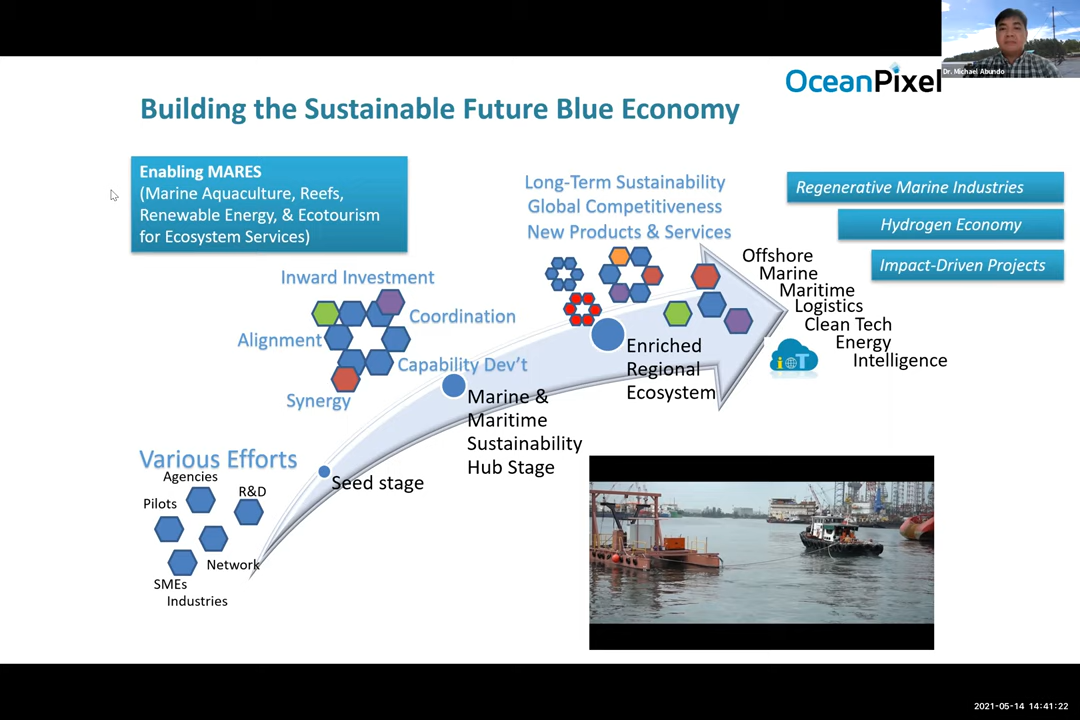 Dr. Michael Abundo
OceanPixel
Building the Sustainable Future Blue Economy
Enabling MARES
(Marine Aquaculture, Reefs,
Renewable Energy, & Ecotourism
for Ecosystem Services)
Long-Term Sustainability
Global Competitiveness
New Products & Services
Regenerative Marine Industries
Hydrogen Economy
Impact-Driven Projects
Inward Investment
Coordination
Alignment
Capability Dev't
Synergy
Offshore
Marine
Maritime
Logistics
Clean Tech
Energy
Intelligence
IoT
Enriched
Regional
Ecosystem
Marine &
Maritime
Sustainability
Hub Stage
Seed stage
Various Efforts
Agencies
R&D
Pilots
Network
SMEs
Industries
2021-05-14 14:41:22